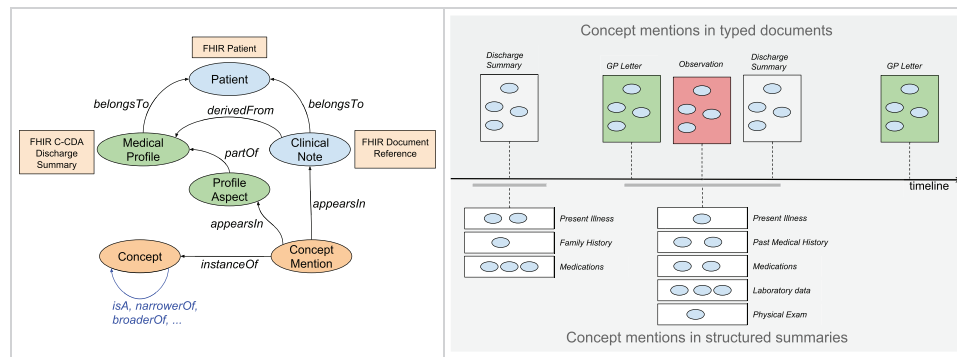 FHIR Patient
Patient
belongsTo
derivedFrom
belongsTo
FHIR C-CDA
Discharge
Summary
Medical
Profile
Clinical
Note
FHIR Document
Reference
partOf
Profile
Aspect
appearsIn
appearsIn
Concept
instanceOf
Concept
Mention
isA, narrowerOf,
broaderOf, ...
Concept mentions in typed documents
Discharge
Summary
GP Letter
Observation
Discharge
Summary
GP Letter
timeline
Present Illness
Family History
Medications
Present Illness
Past Medical History
Medications
Laboratory data
Physical Exam
Concept mentions in structured summaries